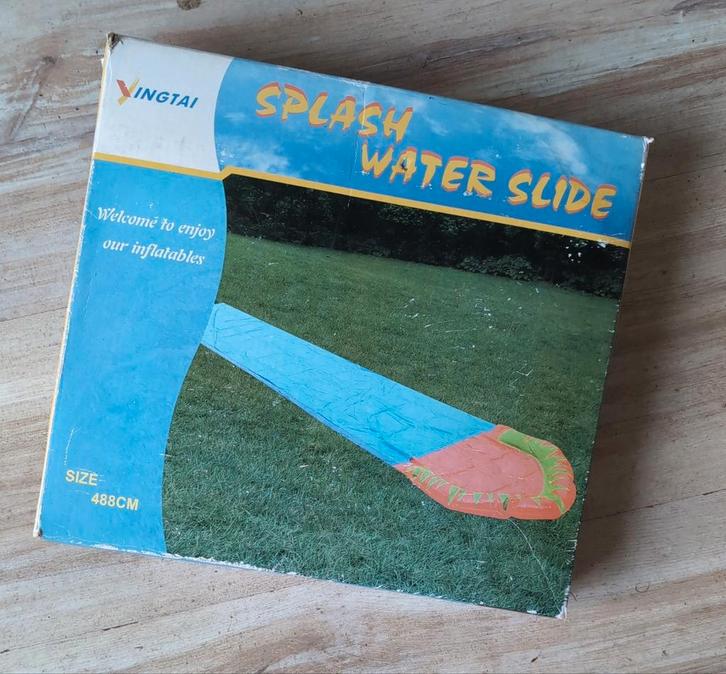 YINGTAI
SPLASH
WATER SLIDE
Welcome to enjoy
our inflatables
SIZE
488CM